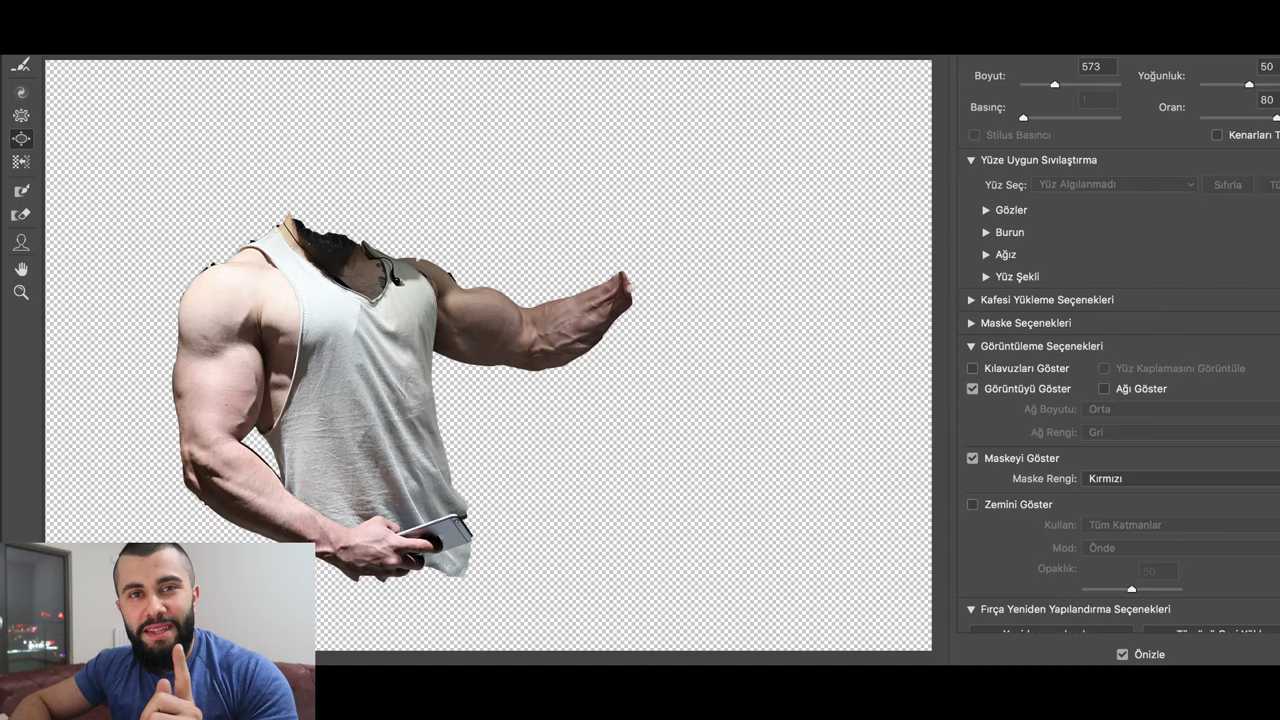 573
50
Boyut:
Yoğunluk:
80
Basınç:
Oran:
Stilus Basıncı
Kenarları T
Yüze Uygun Sıvılaştırma
Yüz Seç:
Yüz Algılanmadı
Sıfırla
Gözler
Burun
Ağız
Yüz Şekli
Kafesi Yükleme Seçenekleri
Maske Seçenekleri
Görüntüleme Seçenekleri
Kılavuzları Göster
Yüz Kaplamasını Görüntüle
Görüntüyü Göster
Ağı Göster
Ağ Boyutu:
Orta
Ağ Rengi:
Gri
Maskeyi Göster
Maske Rengi:
Kırmızı
Zemini Göster
Kullan:
Tüm Katmanlar
Mod:
Önde
Opaklık:
50
Fırça Yeniden Yapılandırma Seçenekleri
Önizle